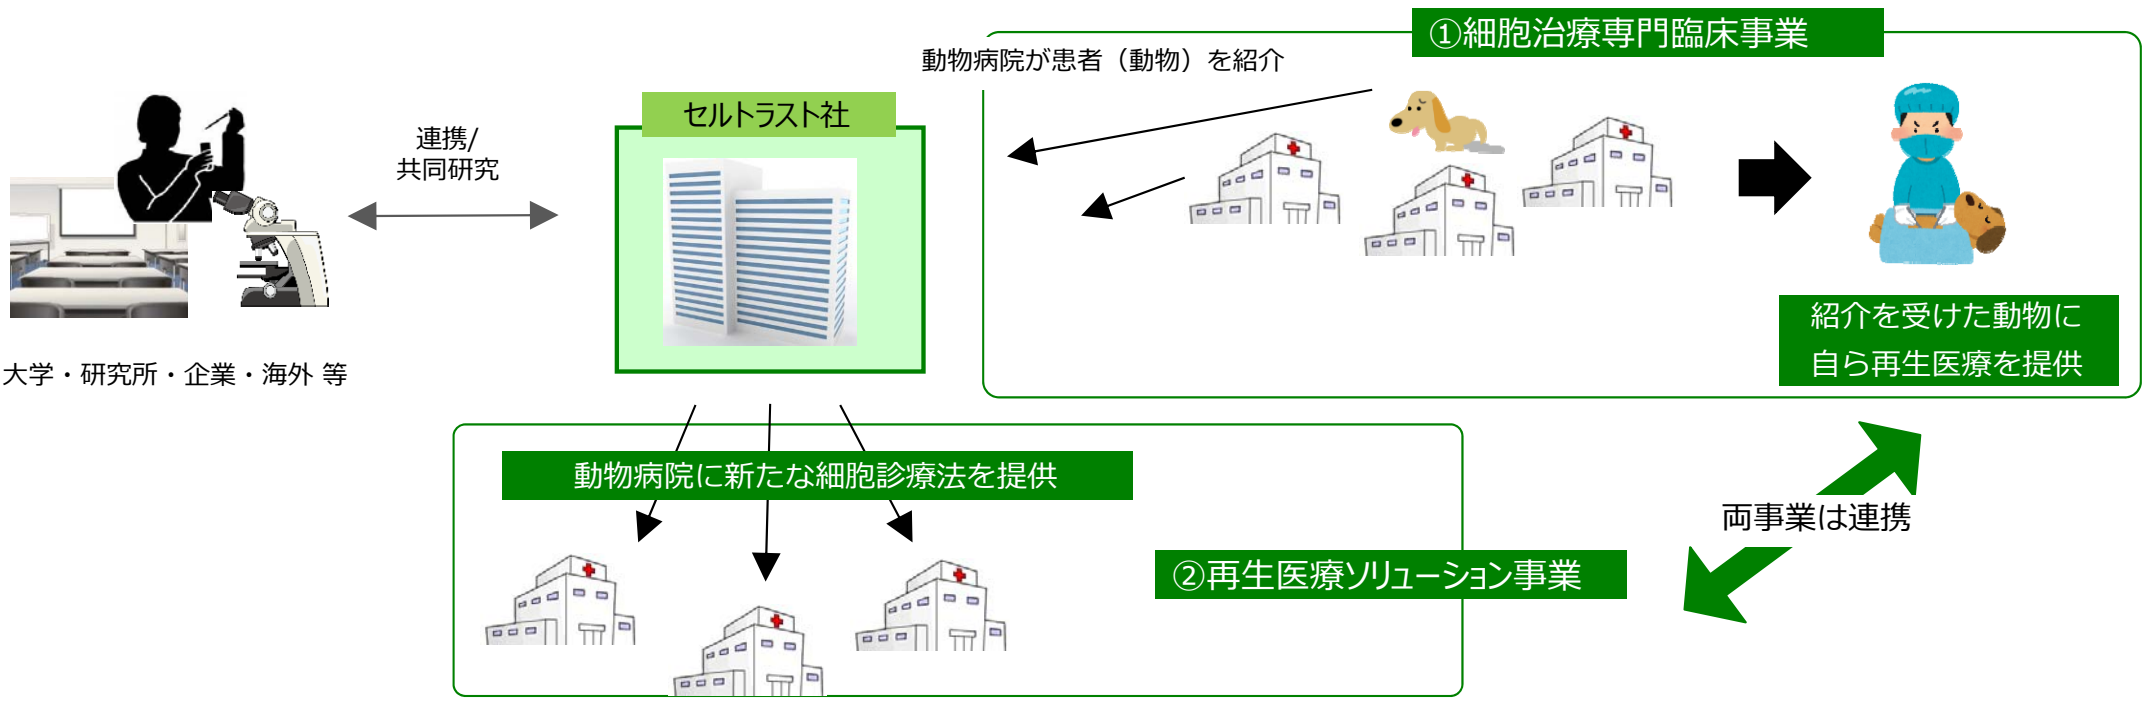 ①細胞治療専門臨床事業
動物病院が患者（動物）を紹介
セルトラスト社
連携/
共同研究
紹介を受けた動物に
自ら再生医療を提供
大学・研究所・企業・海外 等
動物病院に新たな細胞診療法を提供
両事業は連携
②再生医療ソリューション事業